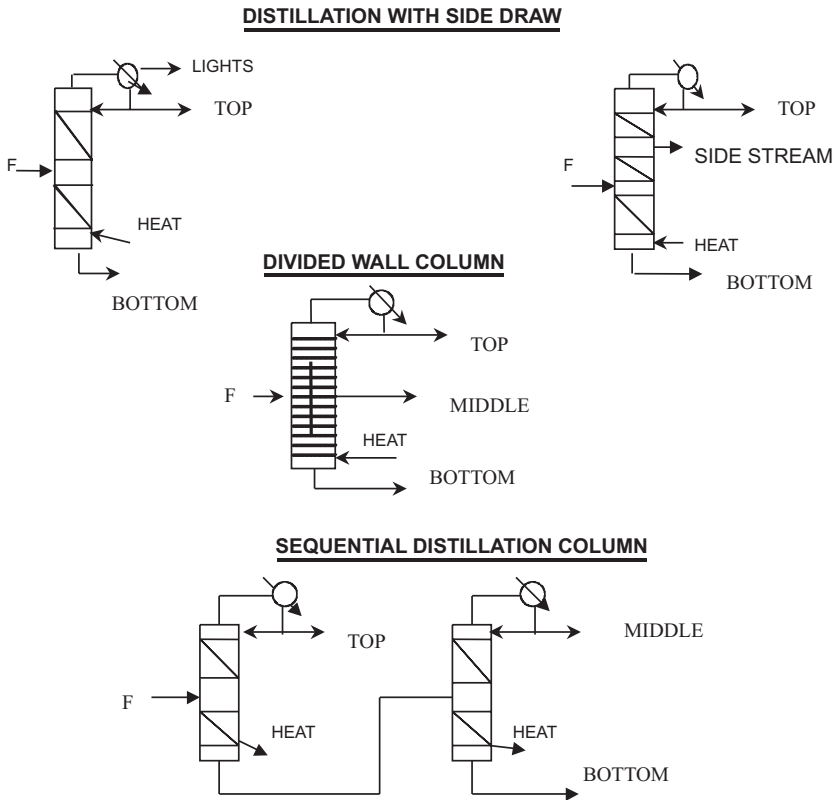 DISTILLATION WITH SIDE DRAW
LIGHTS
TOP
F
HEAT
BOTTOM
TOP
SIDE STREAM
F
HEAT
BOTTOM
DIVIDED WALL COLUMN
TOP
F
MIDDLE
HEAT
BOTTOM
SEQUENTIAL DISTILLATION COLUMN
TOP
F
HEAT
MIDDLE
HEAT
BOTTOM